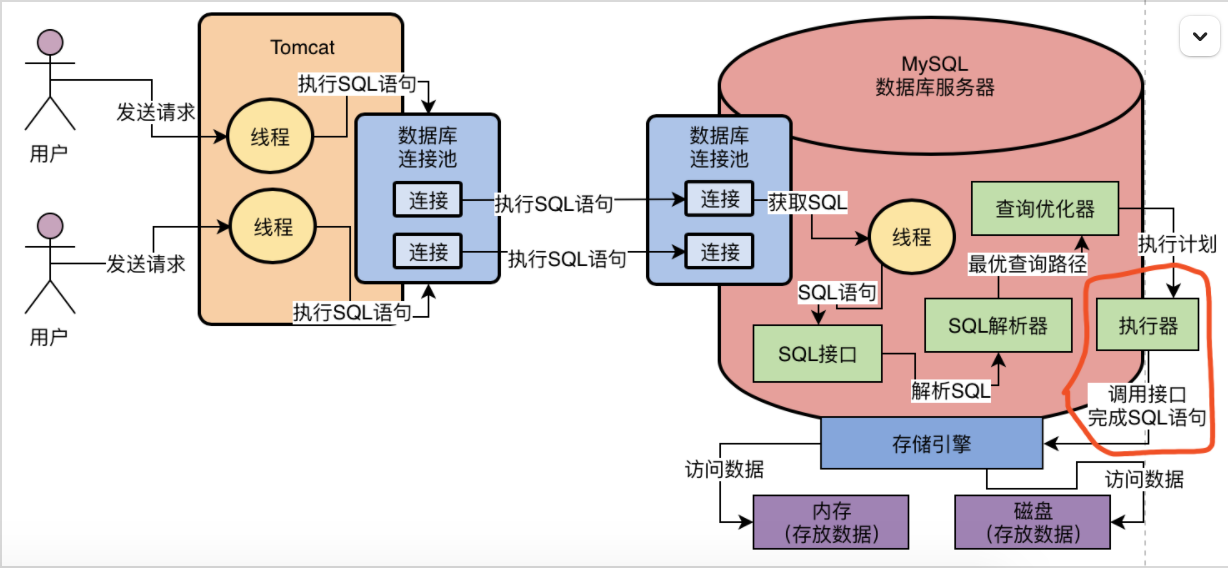 用户
用户
发送请求
发送请求
Tomcat
线程
线程
执行SQL语句
执行SQL语句
数据库
连接池
连接
连接
执行SQL语句
执行SQL语句
MySQL
数据库服务器
数据库
连接池
连接
连接
获取SQL
线程
SQL语句
SQL接口
解析SQL
SQL解析器
最优查询路径
查询优化器
执行计划
执行器
调用接口
完成SQL语句
存储引擎
访问数据
访问数据
内存
（存放数据）
磁盘
（存放数据）